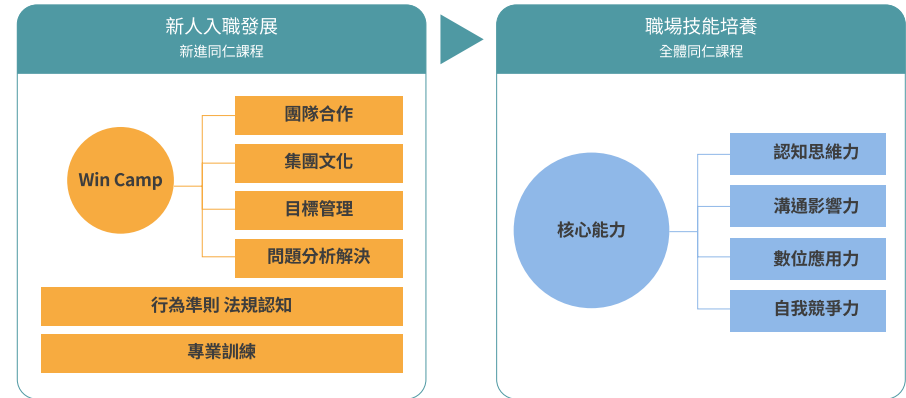 新人入職發展
新進同仁課程
Win Camp
團隊合作
集團文化
目標管理
問題分析解決
行為準則 法規認知
專業訓練
職場技能培養
全體同仁課程
核心能力
認知思維力
溝通影響力
數位應用力
自我競爭力